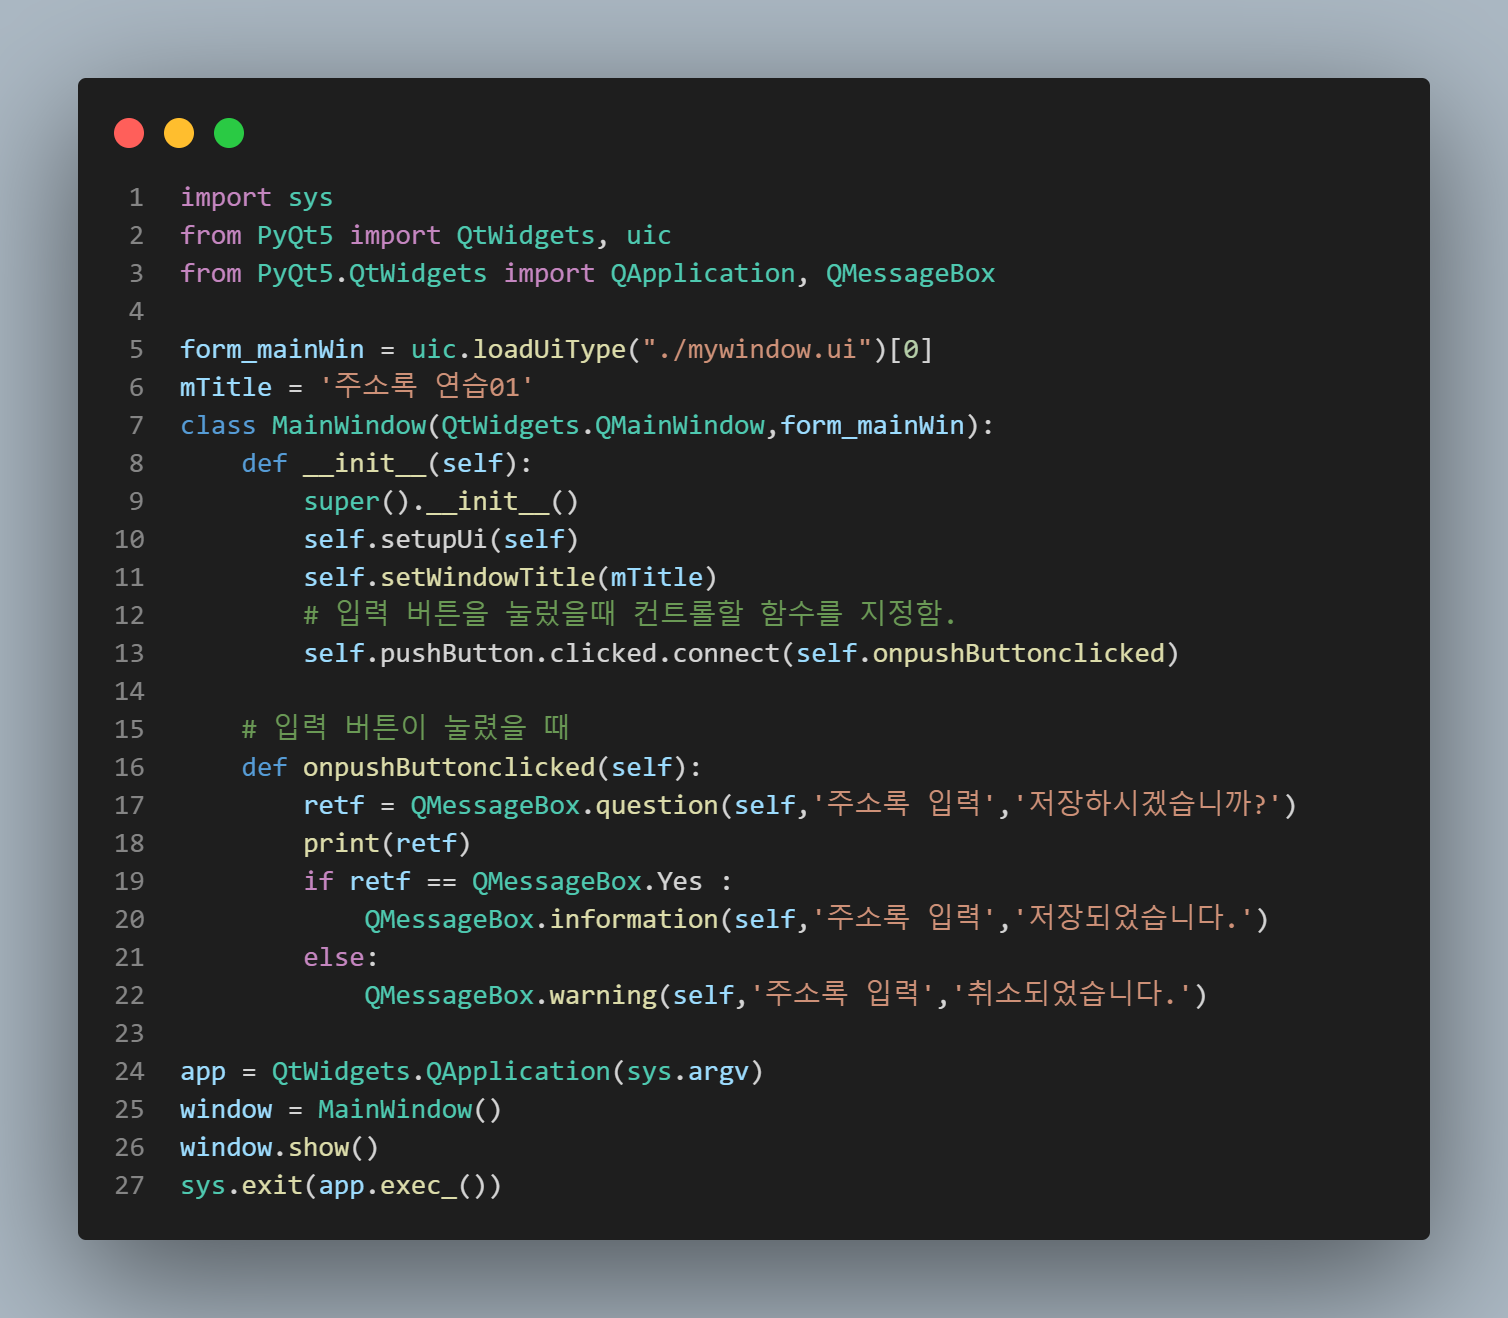 1 import sys
2 from PyQt5 import QtWidgets, uic
3 from PyQt5.QtWidgets import QApplication, QMessageBox
4
5 form_mainWin = uic.loadUiType("./mywindow.ui")[0]
6 mTitle = '주소록 연습01'
7 class MainWindow(QtWidgets.QMainWindow,form_mainWin):
8     def __init__(self):
9         super().__init__()
10         self.setupUi(self)
11         self.setWindowTitle(mTitle)
12         # 입력 버튼을 눌렀을때 컨트롤할 함수를 지정함.
13         self.pushButton.clicked.connect(self.onpushButtonclicked)
14
15     # 입력 버튼이 눌렸을 때
16     def onpushButtonclicked(self):
17         retf = QMessageBox.question(self,'주소록 입력','저장하시겠습니까?')
18         print(retf)
19         if retf == QMessageBox.Yes :
20             QMessageBox.information(self,'주소록 입력','저장되었습니다.')
21         else:
22             QMessageBox.warning(self,'주소록 입력','취소되었습니다.')
23
24 app = QtWidgets.QApplication(sys.argv)
25 window = MainWindow()
26 window.show()
27 sys.exit(app.exec_())